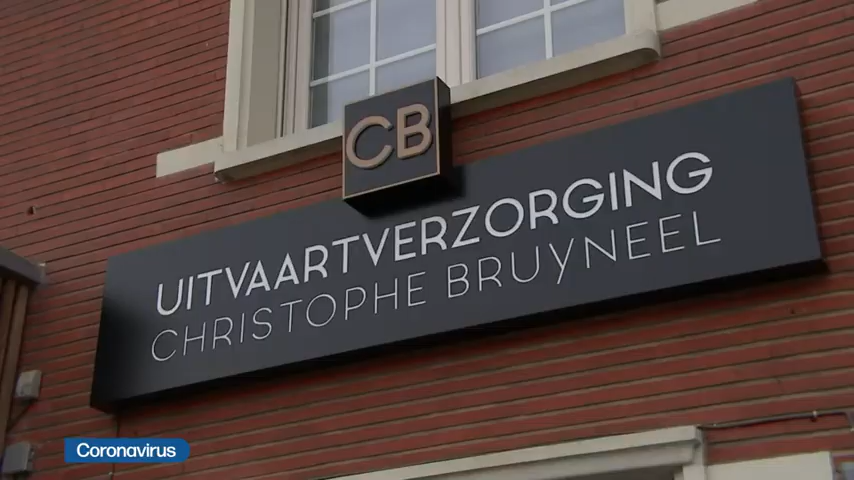 CB
UITVAARTVERZORGING
CHRISTOPHE BRUYNEEL
Coronavirus